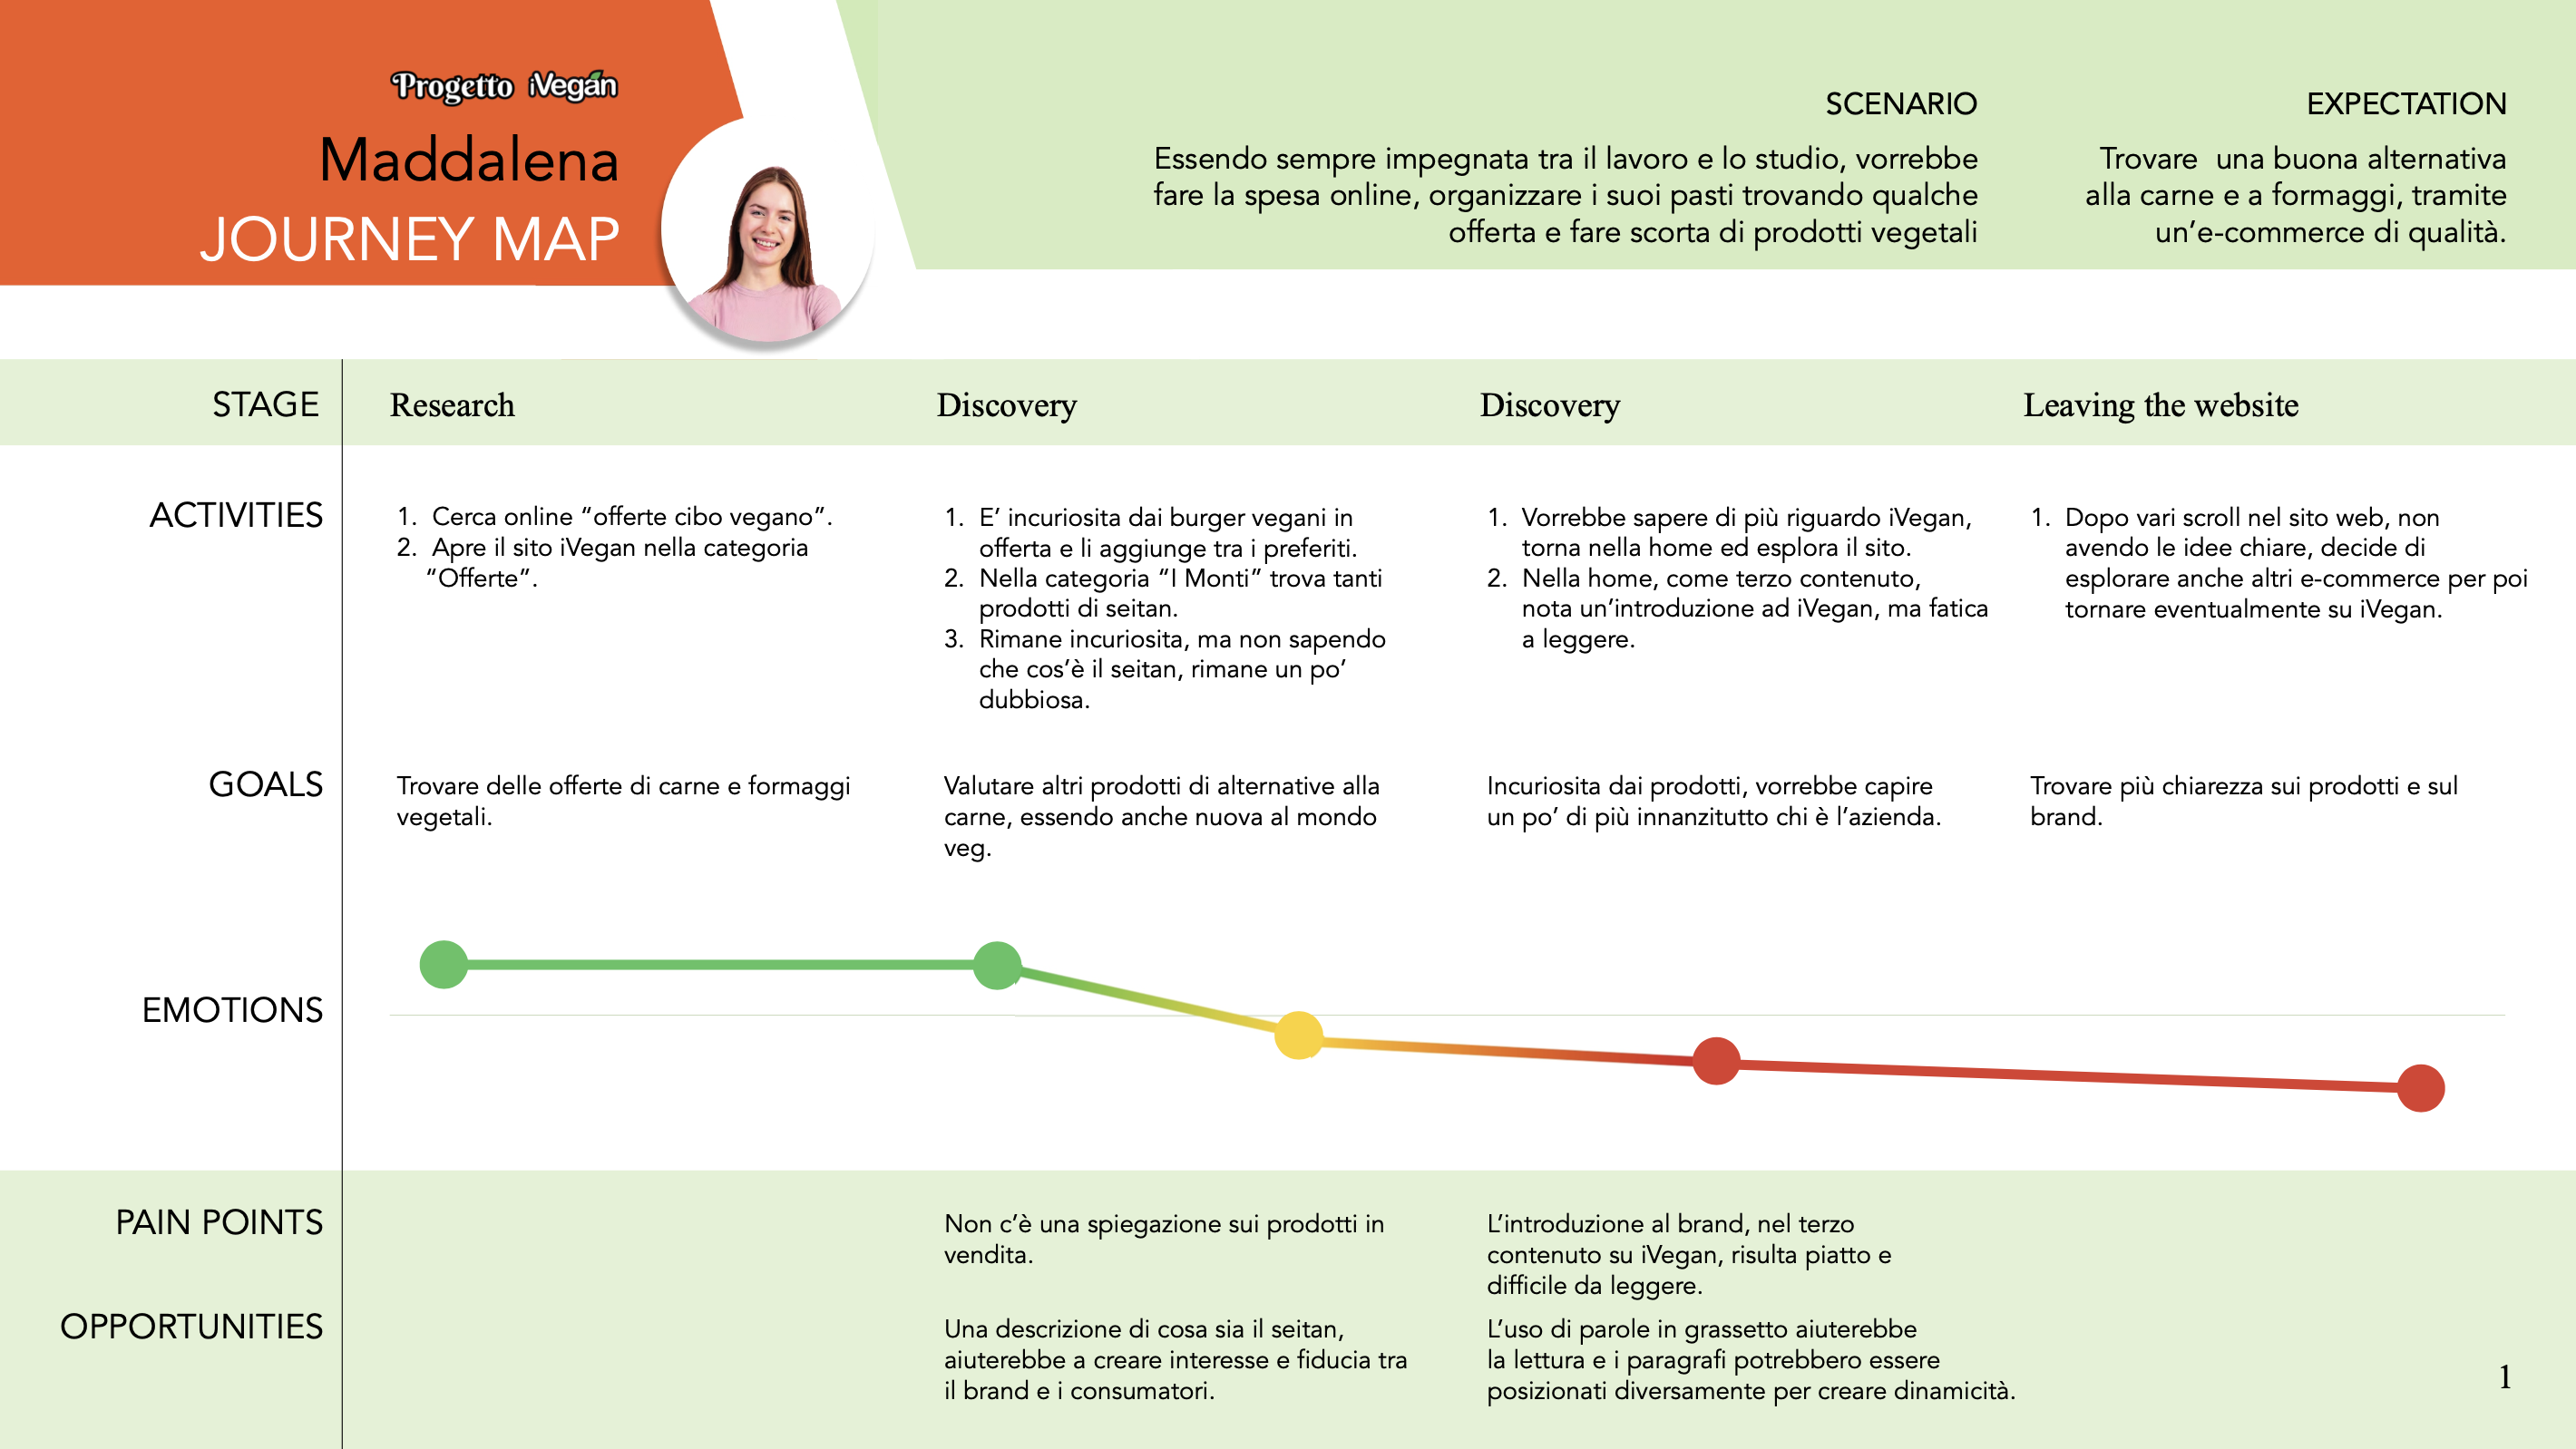 Progetto iVegan
Maddalena
JOURNEY MAP
SCENARIO
Essendo sempre impegnata tra il lavoro e lo studio, vorrebbe
fare la spesa online, organizzare i suoi pasti trovando qualche
offerta e fare scorta di prodotti vegetali
EXPECTATION
Trovare una buona alternativa
alla carne e a formaggi, tramite
un’e-commerce di qualità.
STAGE
Research
Discovery
Discovery
Leaving the website
ACTIVITIES
1. Cerca online “offerte cibo vegano”.
2. Apre il sito iVegan nella categoria
“Offerte”.
1. E’ incuriosita dai burger vegani in
offerta e li aggiunge tra i preferiti.
2. Nella categoria “I Monti” trova tanti
prodotti di seitan.
3. Rimane incuriosita, ma non sapendo
che cos’è il seitan, rimane un po’
dubbiosa.
1. Vorrebbe sapere di più riguardo iVegan,
torna nella home ed esplora il sito.
2. Nella home, come terzo contenuto,
nota un’introduzione ad iVegan, ma fatica
a leggere.
1. Dopo vari scroll nel sito web, non
avendo le idee chiare, decide di
esplorare anche altri e-commerce per poi
tornare eventualmente su iVegan.
GOALS
Trovare delle offerte di carne e formaggi
vegetali.
Valutare altri prodotti di alternative alla
carne, essendo anche nuova al mondo
veg.
Incuriosita dai prodotti, vorrebbe capire
un po’ di più innanzitutto chi è l’azienda.
Trovare più chiarezza sui prodotti e sul
brand.
EMOTIONS
PAIN POINTS
Non c’è una spiegazione sui prodotti in
vendita.
L’introduzione al brand, nel terzo
contenuto su iVegan, risulta piatto e
difficile da leggere.
OPPORTUNITIES
Una descrizione di cosa sia il seitan,
aiuterebbe a creare interesse e fiducia tra
il brand e i consumatori.
L’uso di parole in grassetto aiuterebbe
la lettura e i paragrafi potrebbero essere
posizionati diversamente per creare dinamicità.
1